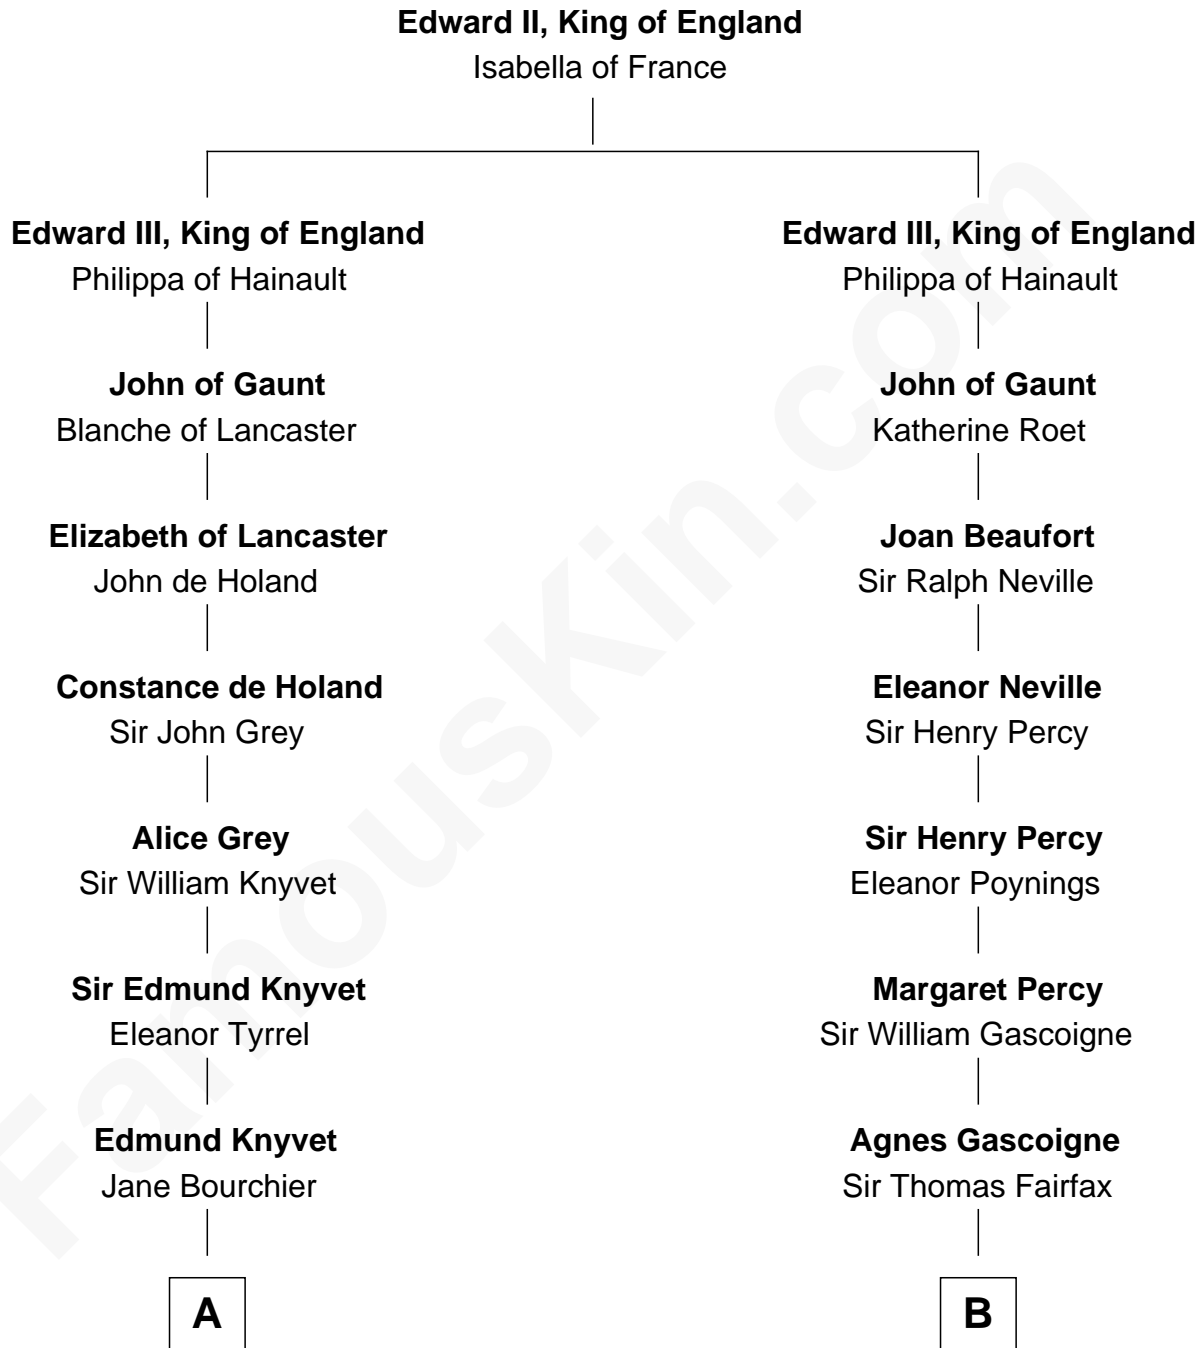 Edward II, King of England
Isabella of France
Edward III, King of England
Philippa of Hainault
John of Gaunt
Blanche of Lancaster
Elizabeth of Lancaster
John de Holand
Constance de Holand
Sir John Grey
Alice Grey
Sir William Knyvet
Sir Edmund Knyvet
Eleanor Tyrrel
Edmund Knyvet
Jane Bourchier
A
Edward III, King of England
Philippa of Hainault
John of Gaunt
Katherine Roet
Joan Beaufort
Sir Ralph Neville
Eleanor Neville
Sir Henry Percy
Sir Henry Percy
Eleanor Poynings
Margaret Percy
Sir William Gascoigne
Agnes Gascoigne
Sir Thomas Fairfax
B
FamousKin.com